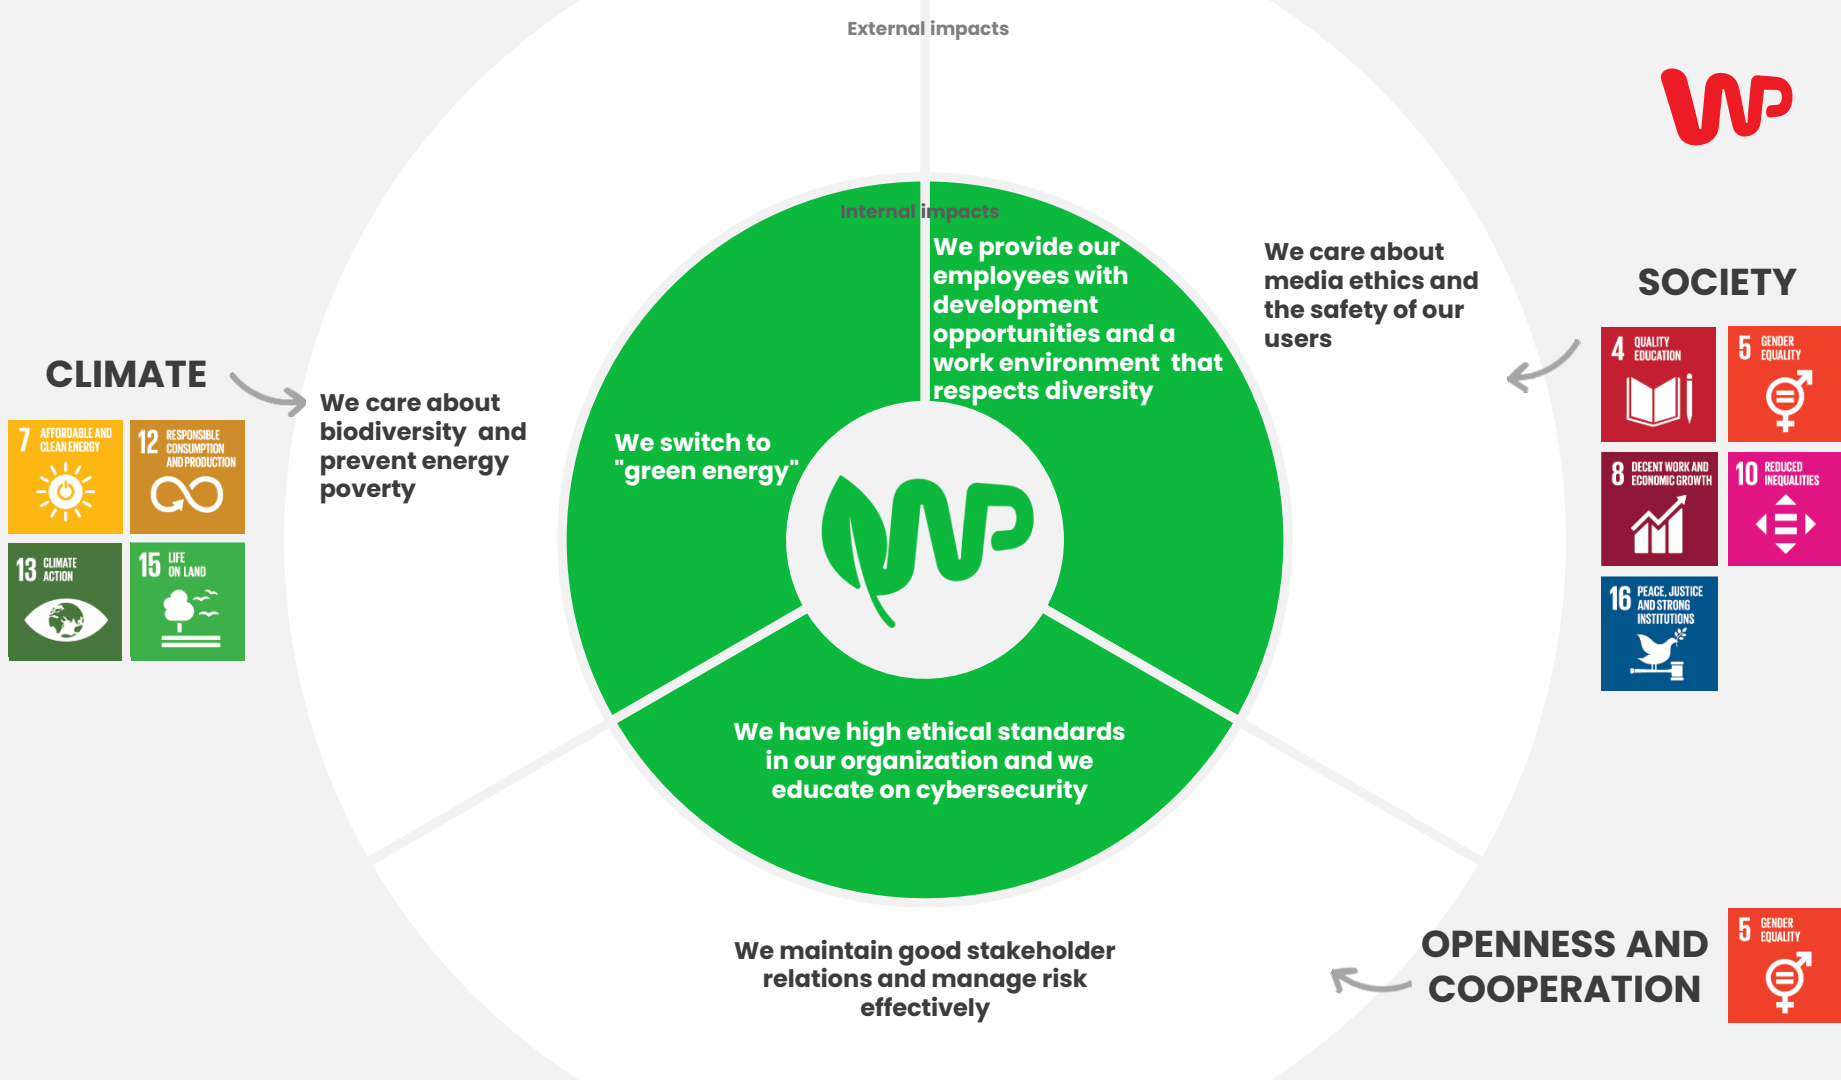 External impacts
WP
Internal impacts
We provide our
employees with
development
opportunities and a
work environment that
respects diversity
We care about
media ethics and
the safety of our
users
SOCIETY
4 QUALITY
EDUCATION
5 GENDER
EQUALITY
8 DECENT WORK AND
ECONOMIC GROWTH
10 REDUCED
INEQUALITIES
16 PEACE, JUSTICE
AND STRONG
INSTITUTIONS
CLIMATE
7 AFFORDABLE AND
CLEAN ENERGY
12 RESPONSIBLE
CONSUMPTION
AND PRODUCTION
13 CLIMATE
ACTION
15 LIFE
ON LAND
We care about
biodiversity and
prevent energy
poverty
We switch to
"green energy"
WP
We have high ethical standards
in our organization and we
educate on cybersecurity
We maintain good stakeholder
relations and manage risk
effectively
OPENNESS AND
COOPERATION
5 GENDER
EQUALITY